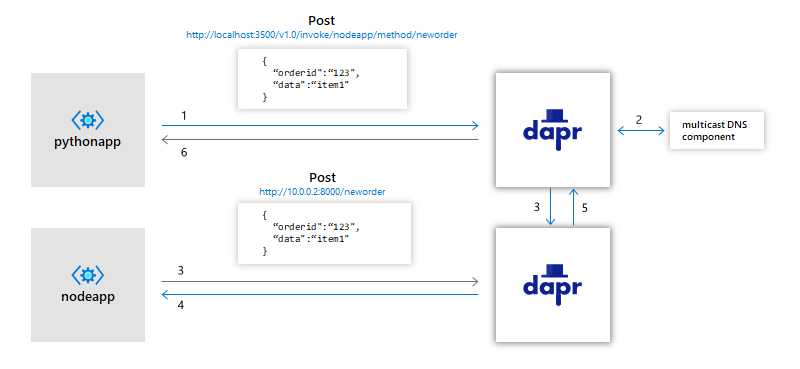 Post
http://localhost:3500/v1.0/invoke/nodeapp/method/neworder
{
“orderid”:“123”,
“data”:“item1”
}
pythonapp
1
6
dapr
2
multicast DNS
component
3
5
Post
http://10.0.0.2:8000/neworder
{
“orderid”:“123”,
“data”:“item1”
}
nodeapp
3
4
dapr